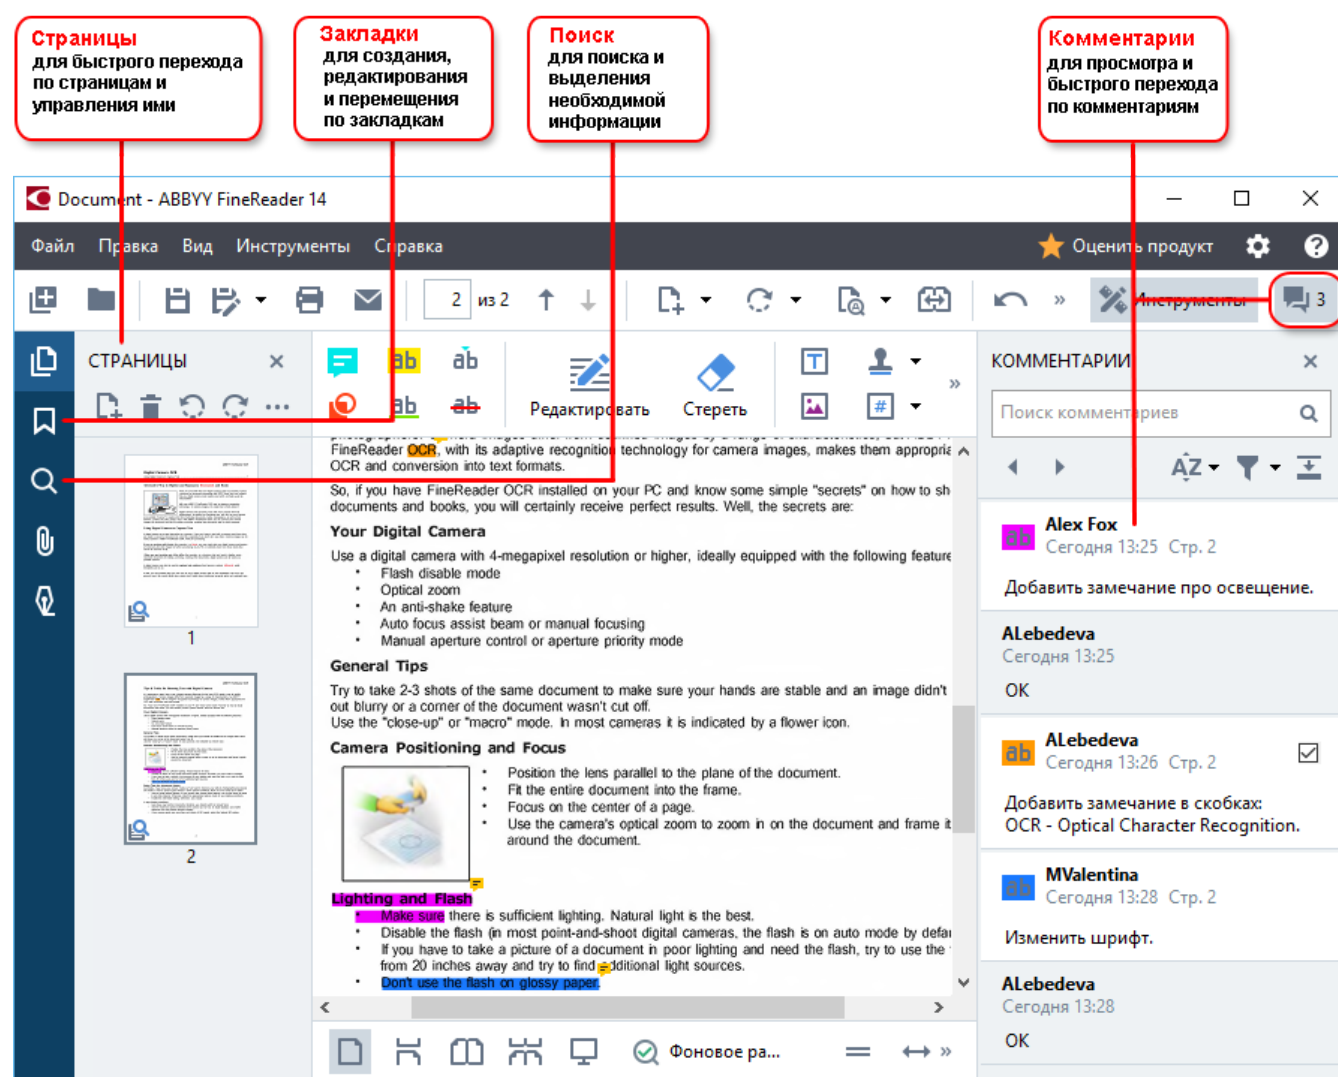 Страницы
для быстрого перехода
по страницам и
управления ими
Закладки
для создания,
редактирования
и перемещения
по закладкам
Поиск
для поиска и
выделения
необходимой
информации
Комментарии
для просмотра и
быстрого перехода
по комментариям
Document - ABBYY FineReader 14
Файл Правка Вид Инструменты Справка Оценить продукт
2 из 2 Инструменты 3
СТРАНИЦЫ
ab ab
ab ab
Редактировать Стереть
T
#
FineReader OCR, with its adaptive recognition technology for camera images, makes them appropria
OCR and conversion into text formats.
So, if you have FineReader OCR installed on your PC and know some simple "secrets" on how to sh
documents and books, you will certainly receive perfect results. Well, the secrets are:
Your Digital Camera
Use a digital camera with 4-megapixel resolution or higher, ideally equipped with the following feature
• Flash disable mode
• Optical zoom
• An anti-shake feature
• Auto focus assist beam or manual focusing
• Manual aperture control or aperture priority mode
General Tips
Try to take 2-3 shots of the same document to make sure your hands are stable and an image didn't
out blurry or a corner of the document wasn't cut off.
Use the "close-up" or "macro" mode. In most cameras it is indicated by a flower icon.
Camera Positioning and Focus
• Position the lens parallel to the plane of the document.
• Fit the entire document into the frame.
• Focus on the center of a page.
• Use the camera's optical zoom to zoom in on the document and frame it
around the document.
Lighting and Flash
• Make sure there is sufficient lighting. Natural light is the best.
• Disable the flash (in most point-and-shoot digital cameras, the flash is on auto mode by defau
• If you have to take a picture of a document in poor lighting and need the flash, try to use the
from 20 inches away and try to find additional light sources.
• Don't use the flash on glossy paper.
1
2
Фоновое ра...
КОММЕНТАРИИ
Поиск комментариев
AZ
ab Alex Fox
Сегодня 13:25 Стр. 2
Добавить замечание про освещение.
ALebedeva
Сегодня 13:25
OK
ab ALebedeva
Сегодня 13:26 Стр. 2
Добавить замечание в скобках:
OCR - Optical Character Recognition.
ab MValentina
Сегодня 13:28 Стр. 2
Изменить шрифт.
ALebedeva
Сегодня 13:28
OK